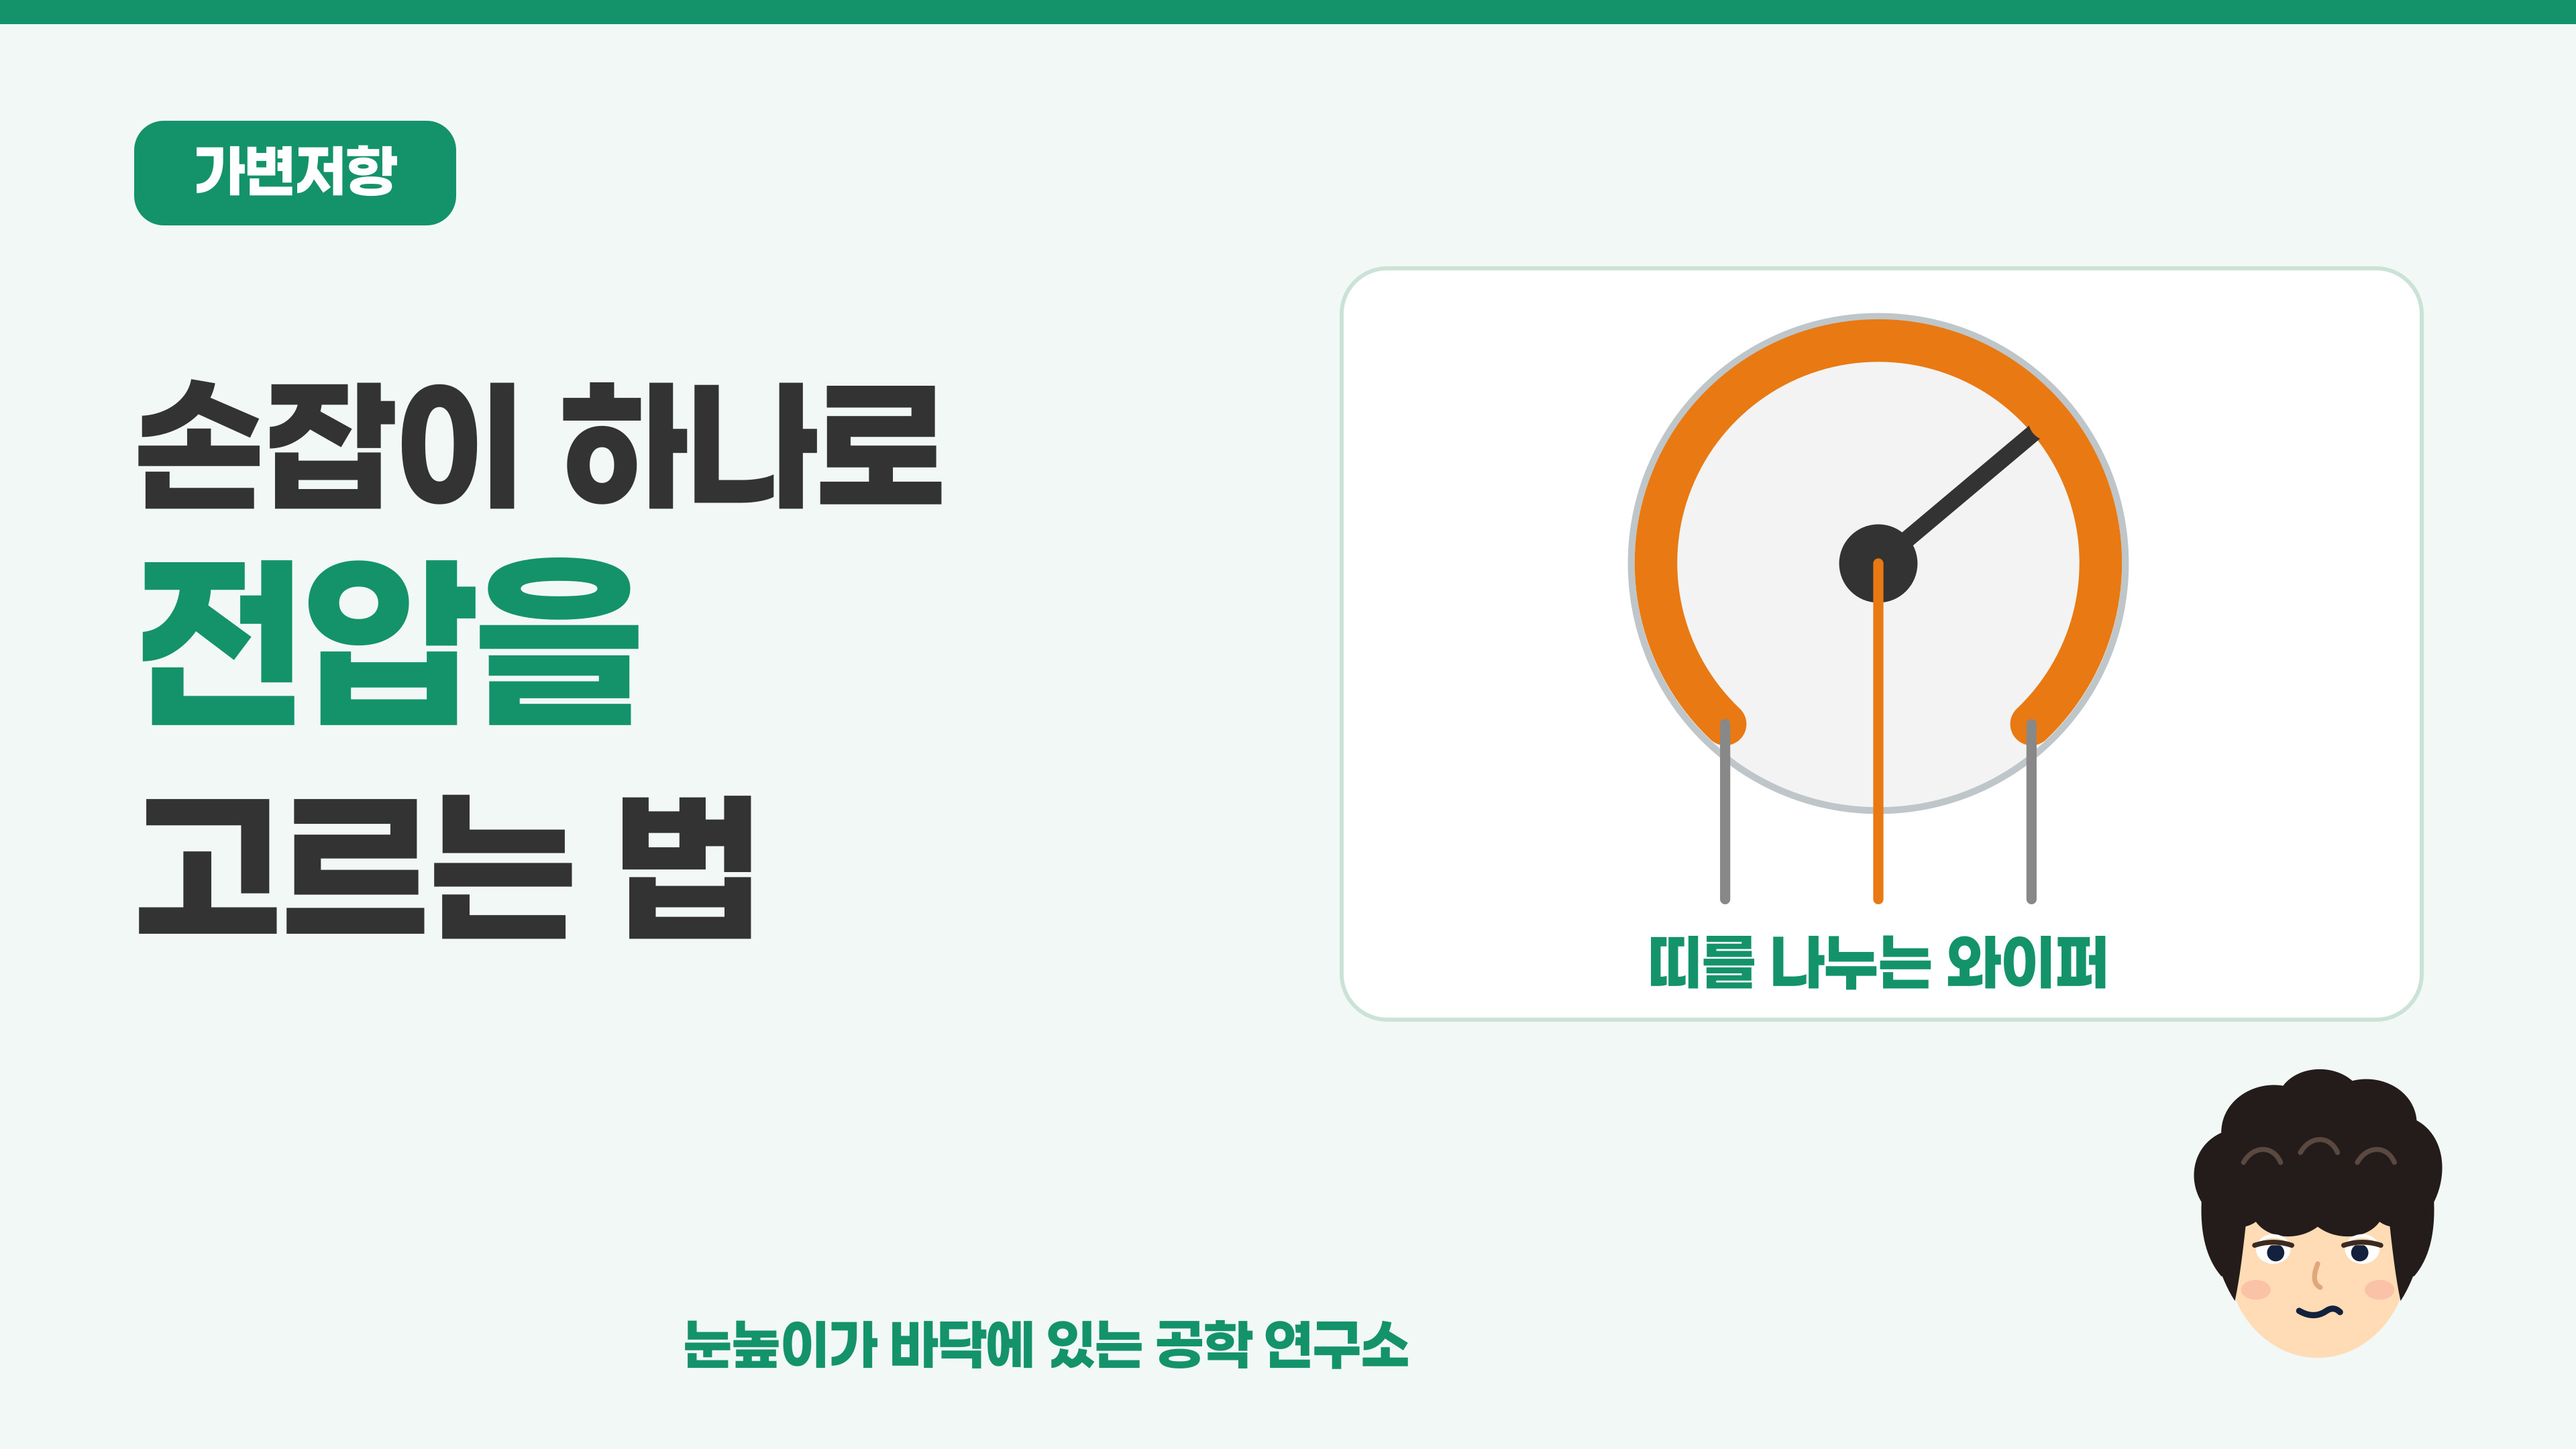 가변저항
손잡이 하나로
전압을
고르는 법
띠를 나누는 와이퍼
눈높이가 바닥에 있는 공학 연구소